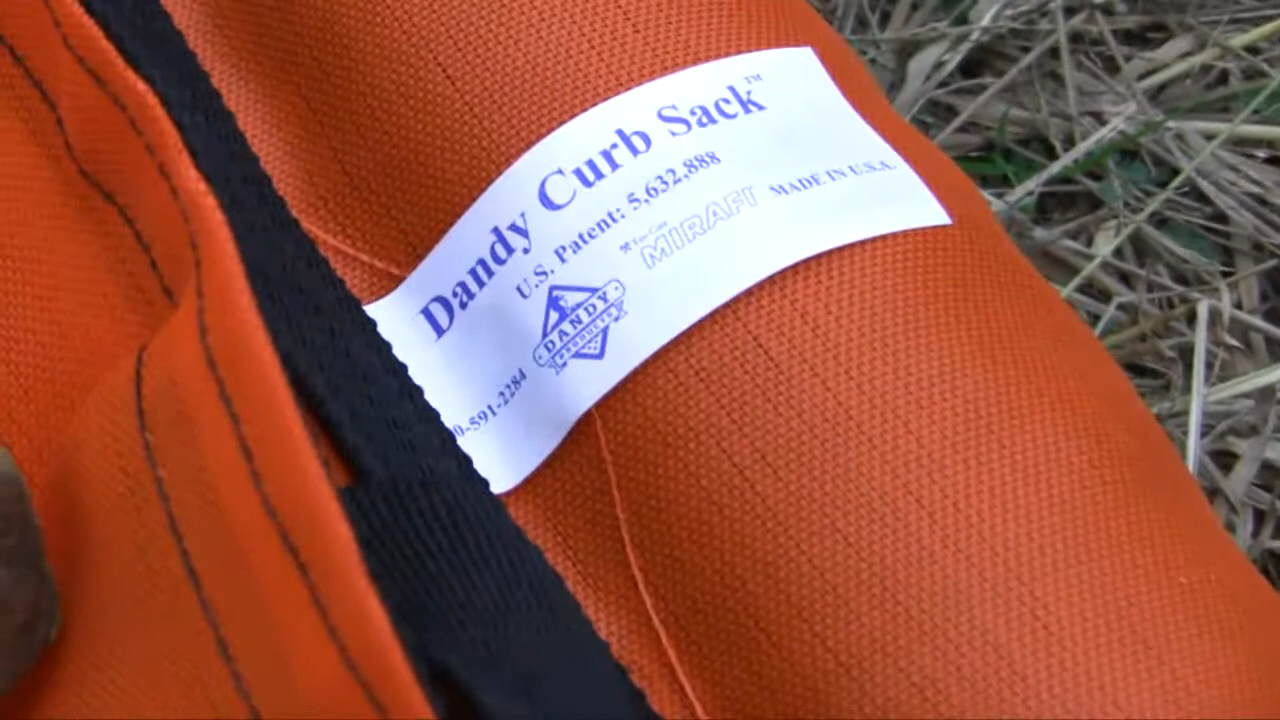 Dandy Curb Sack™
U.S. Patent: 5,632,888
MIRAFI MADE IN U.S.A.
DANDY
PRODUCTS
0-591-2284